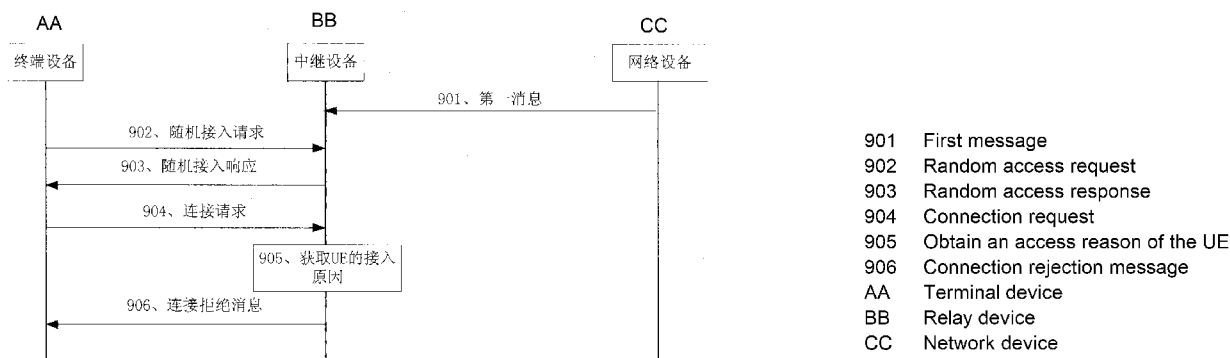 AA
BB
CC
终端设备
中继设备
网络设备
901、第一消息
902、随机接入请求
903、随机接入响应
904、连接请求
905、获取UE的接入
原因
906、连接拒绝消息
901 First message
902 Random access request
903 Random access response
904 Connection request
905 Obtain an access reason of the UE
906 Connection rejection message
AA Terminal device
BB Relay device
CC Network device